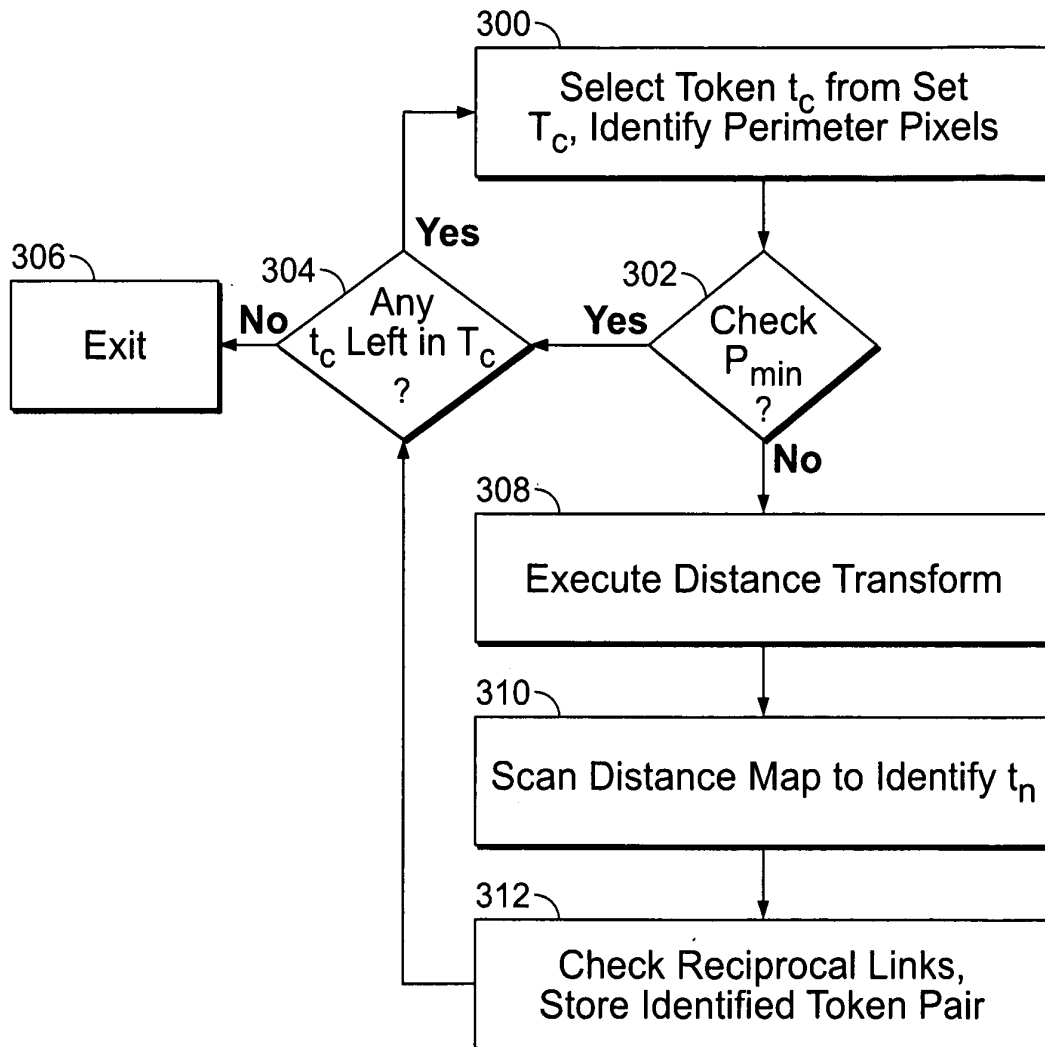 300
Select Token t_c from Set
T_c, Identify Perimeter Pixels
Yes
306
304
302
Exit
No
Any
t_c Left in T_c
?
Yes
Check
P_min
?
No
308
Execute Distance Transform
310
Scan Distance Map to Identify t_n
312
Check Reciprocal Links,
Store Identified Token Pair